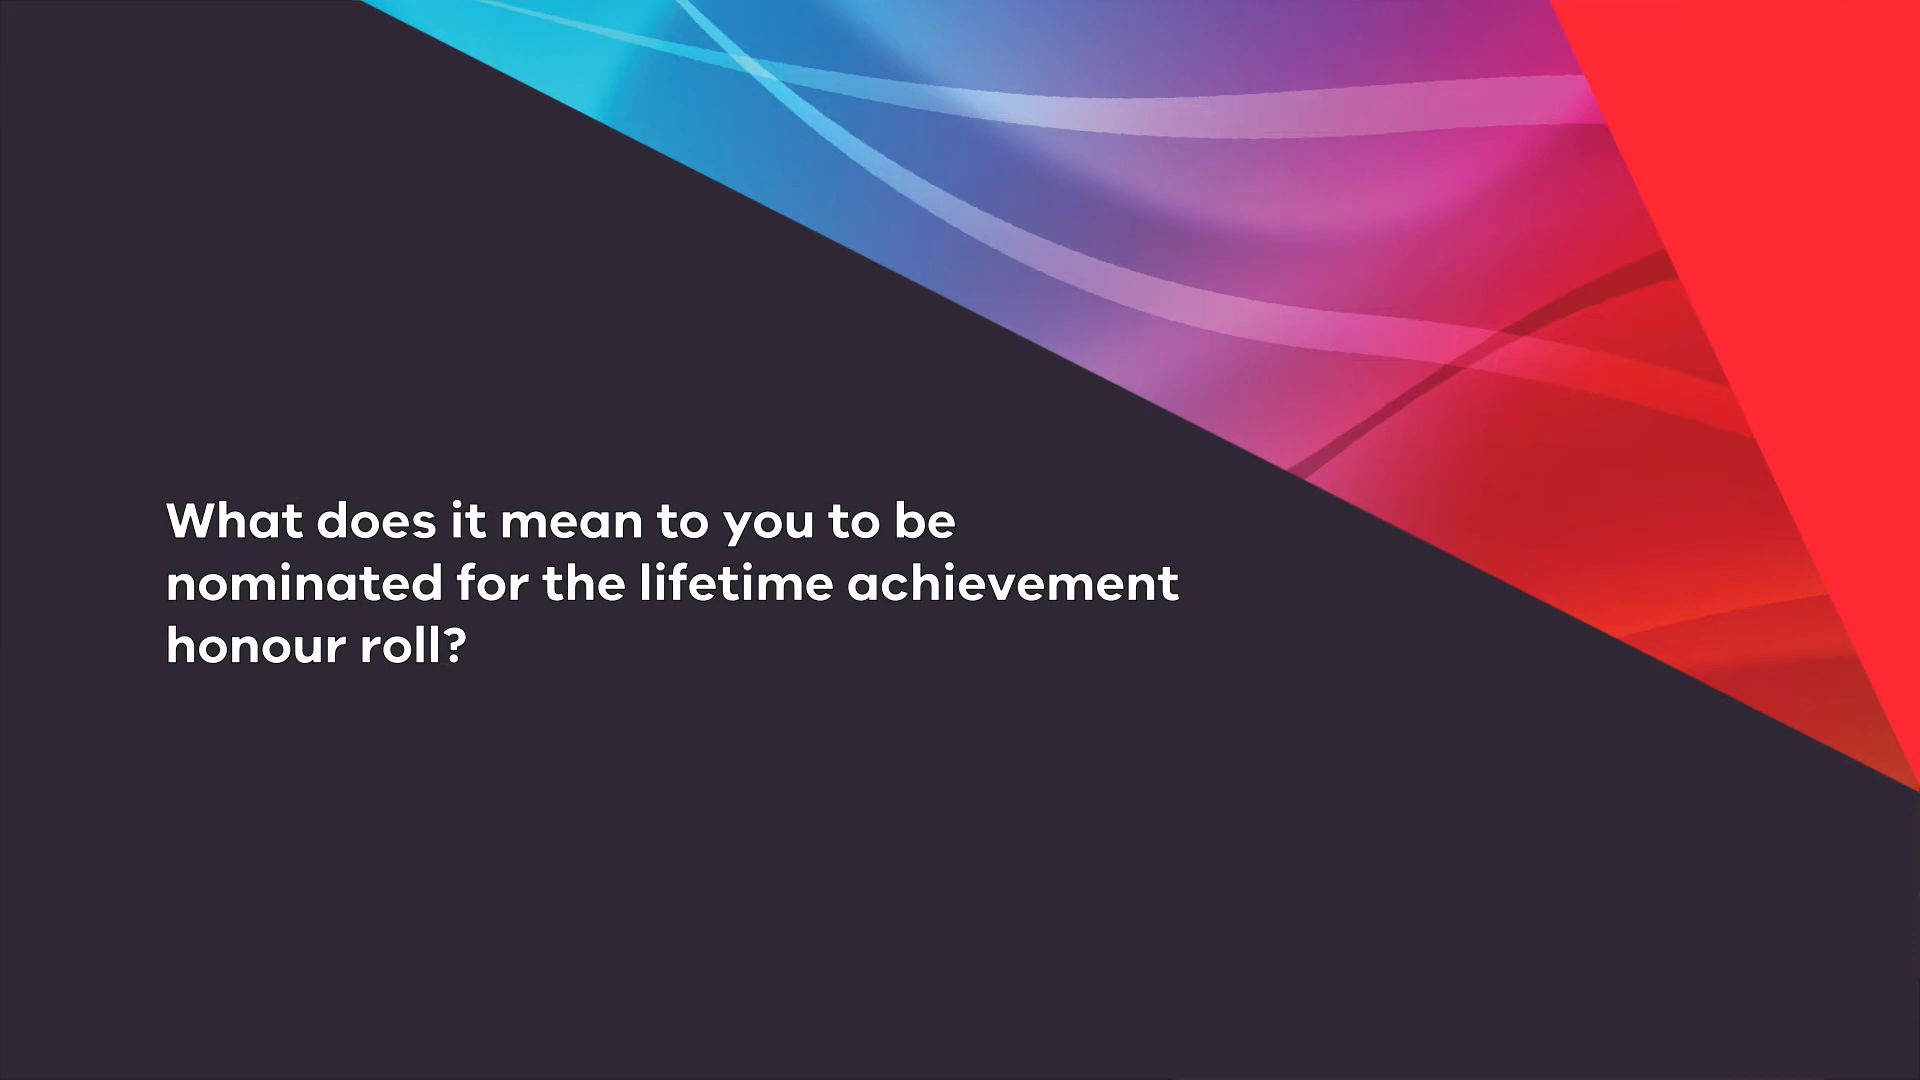 What does it mean to you to be
nominated for the lifetime achievement
honour roll?